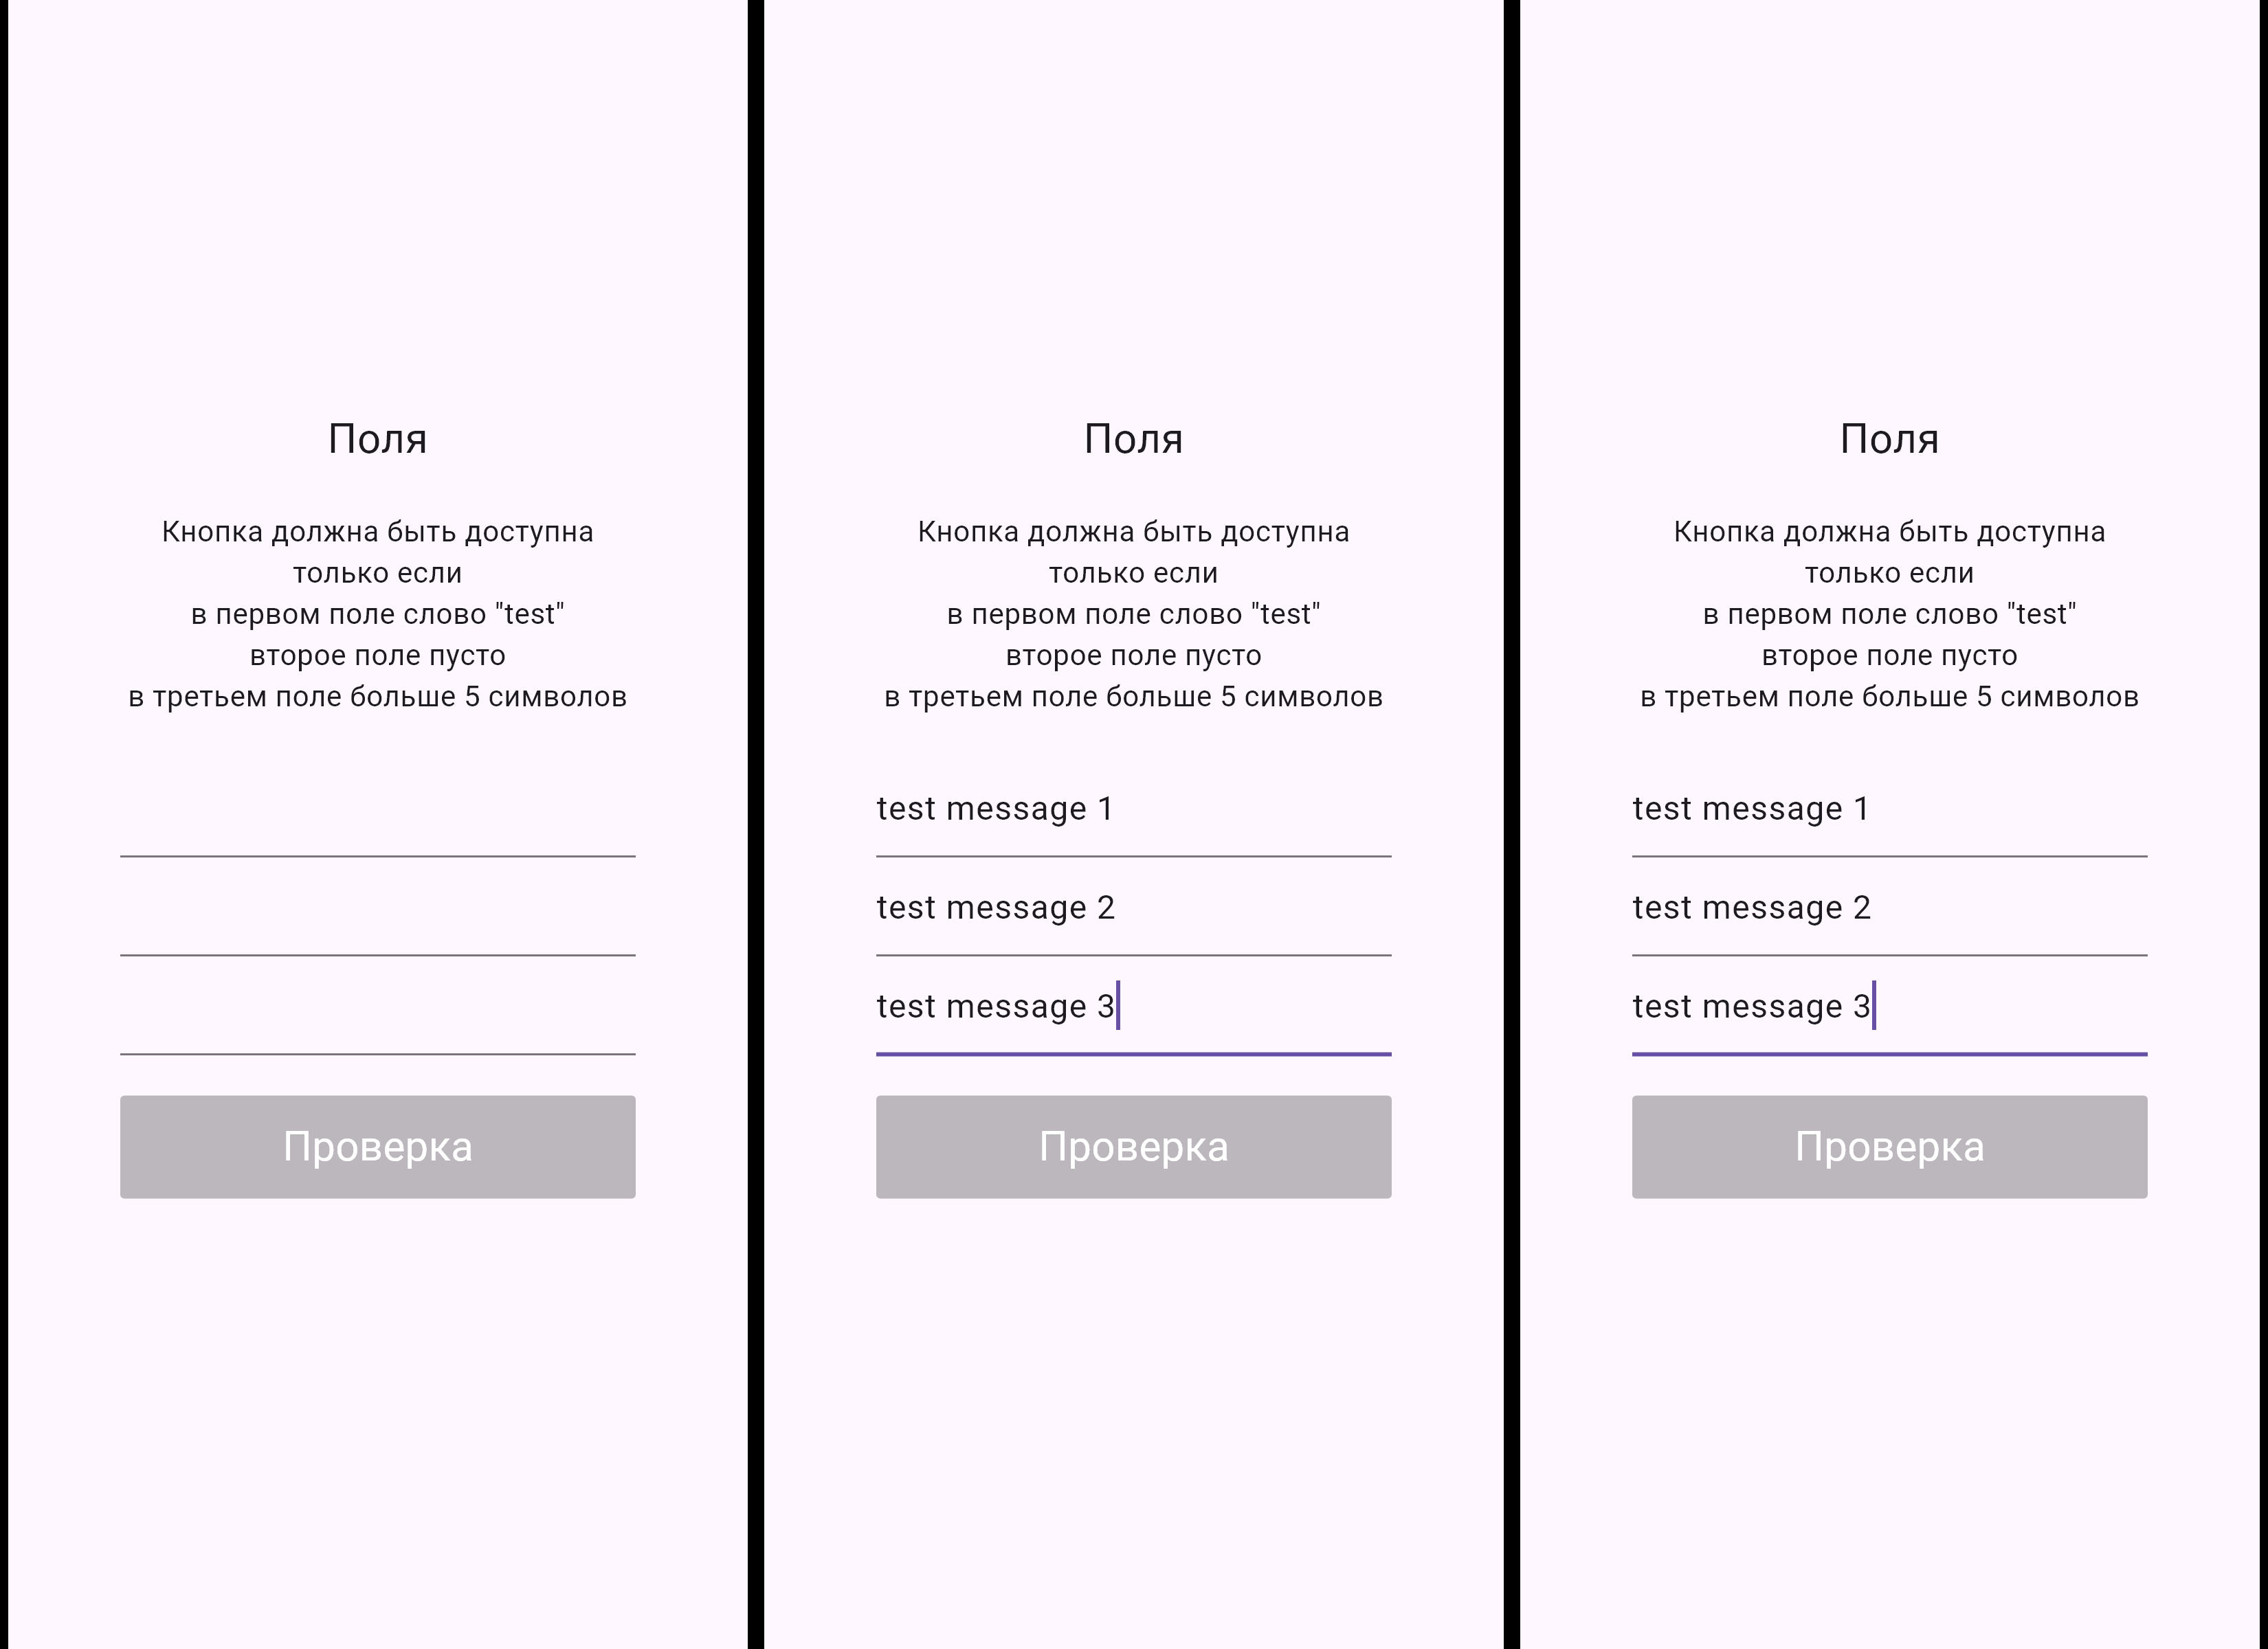 Поля
Кнопка должна быть доступна
только если
в первом поле слово "test"
второе поле пусто
в третьем поле больше 5 символов
Проверка
Поля
Кнопка должна быть доступна
только если
в первом поле слово "test"
второе поле пусто
в третьем поле больше 5 символов
test message 1
test message 2
test message 3
Проверка
Поля
Кнопка должна быть доступна
только если
в первом поле слово "test"
второе поле пусто
в третьем поле больше 5 символов
test message 1
test message 2
test message 3
Проверка